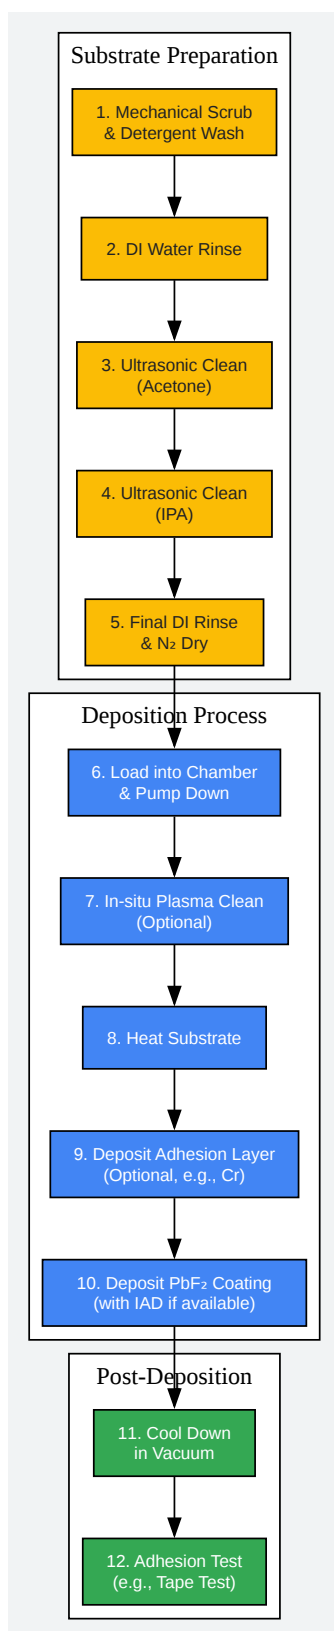 Substrate Preparation
1. Mechanical Scrub
& Detergent Wash
2. DI Water Rinse
3. Ultrasonic Clean
(Acetone)
4. Ultrasonic Clean
(IPA)
5. Final DI Rinse
& N₂ Dry
Deposition Process
6. Load into Chamber
& Pump Down
7. In-situ Plasma Clean
(Optional)
8. Heat Substrate
9. Deposit Adhesion Layer
(Optional, e.g., Cr)
10. Deposit PbF₂ Coating
(with IAD if available)
Post-Deposition
11. Cool Down
in Vacuum
12. Adhesion Test
(e.g., Tape Test)